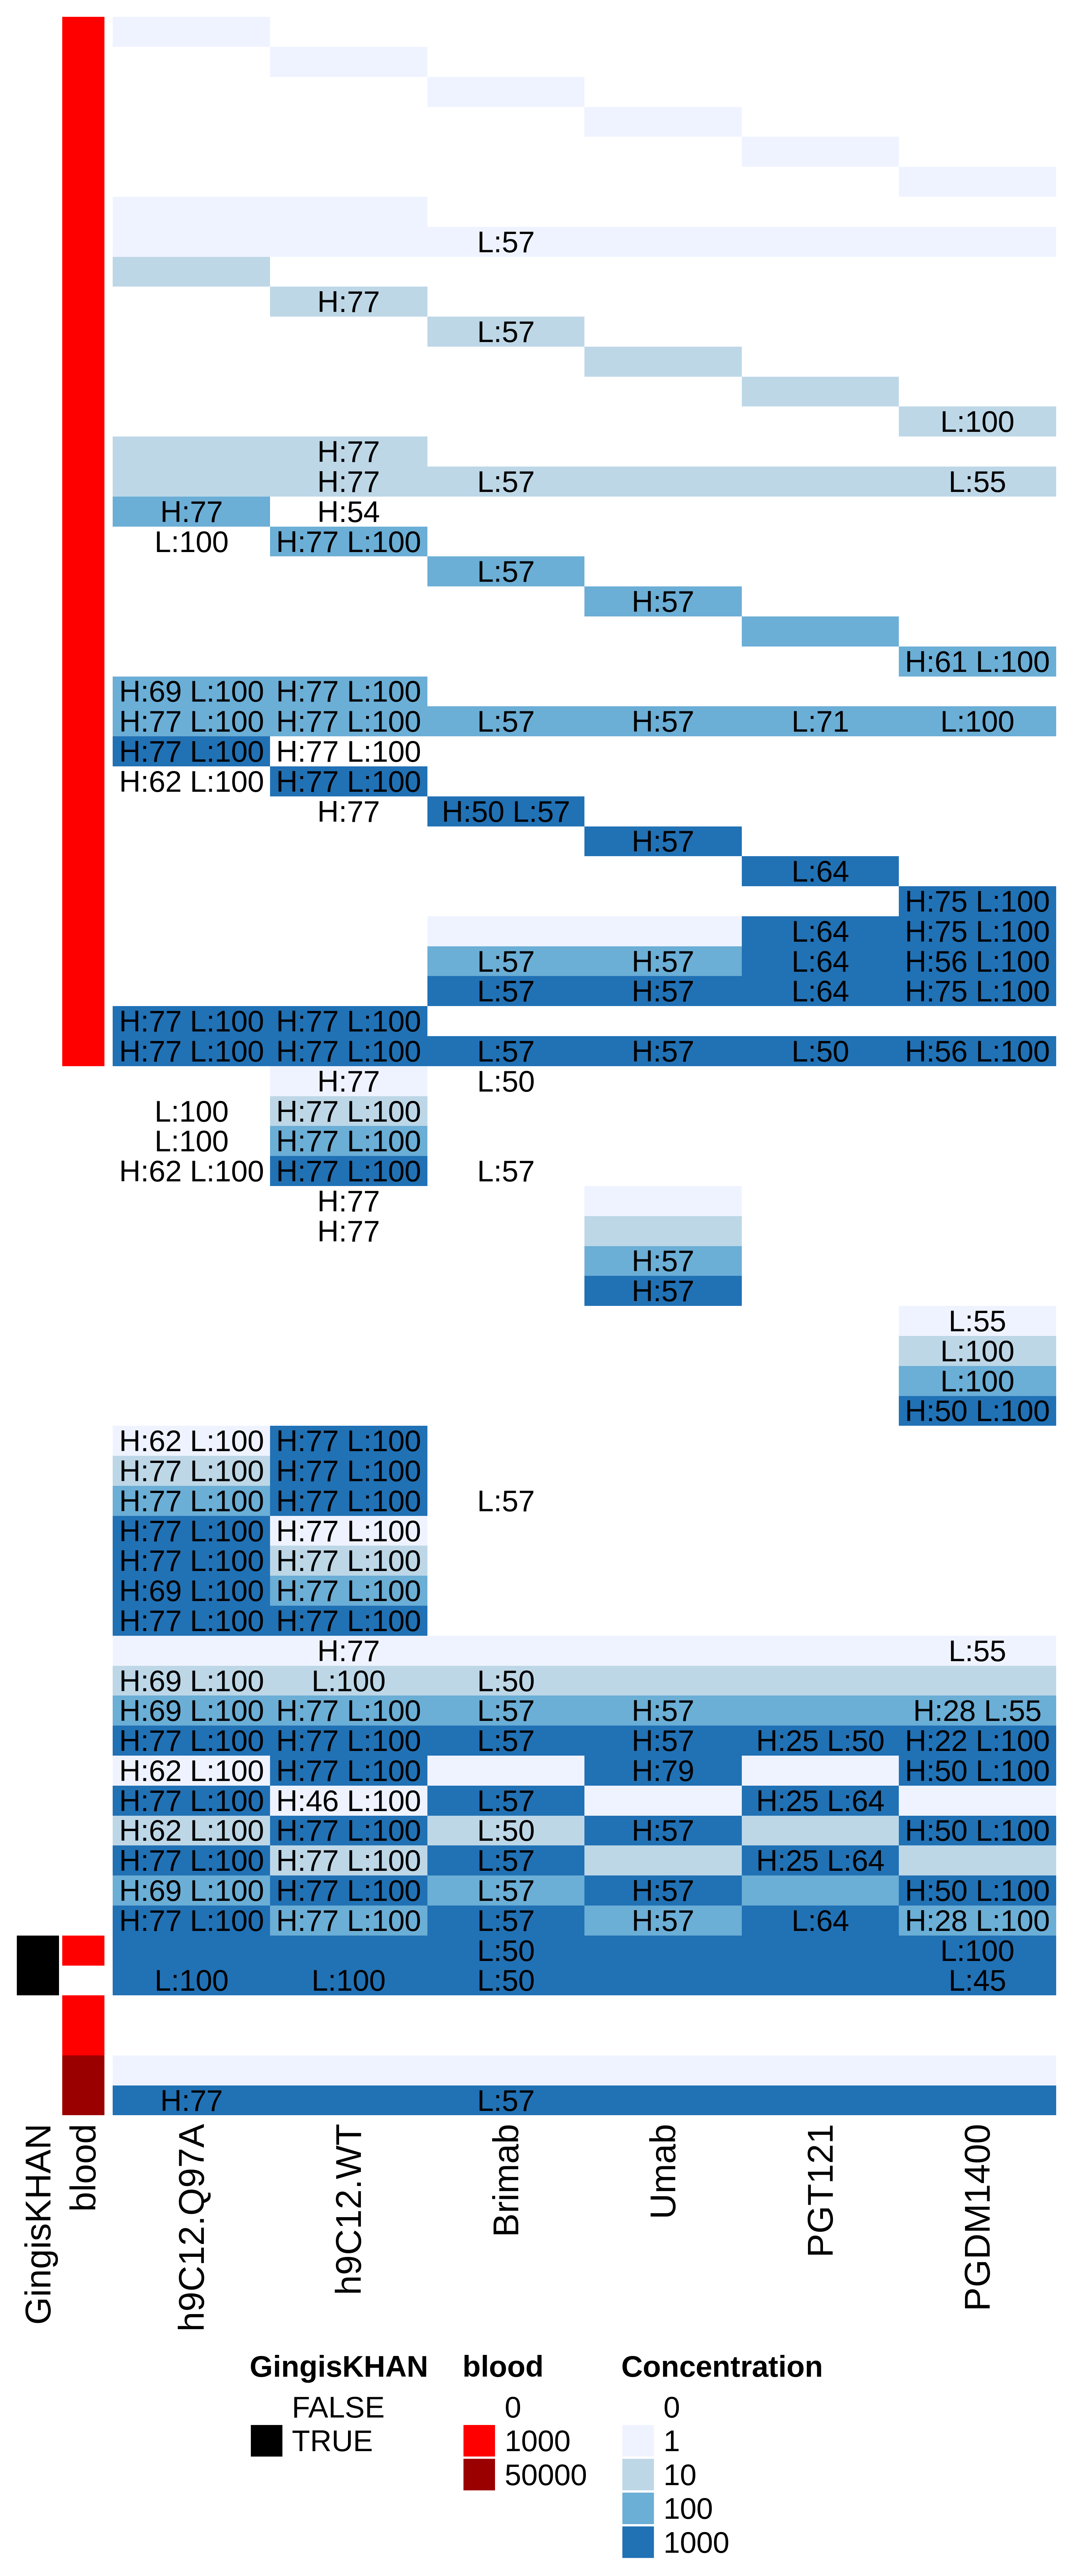 L:57
H:77
L:57
L:100
H:77
H:77 L:57 L:55
H:77 H:54
L:100 H:77 L:100
L:57
H:57
H:61 L:100
H:69 L:100 H:77 L:100
H:77 L:100 H:77 L:100 L:57 H:57 L:71 L:100
H:77 L:100 H:77 L:100
H:62 L:100 H:77 L:100
H:77 H:50 L:57
H:57
L:64
H:75 L:100
L:64 H:75 L:100
L:57 H:57 L:64 H:56 L:100
L:57 H:57 L:64 H:75 L:100
H:77 L:100 H:77 L:100
H:77 L:100 H:77 L:100 L:57 H:57 L:50 H:56 L:100
H:77 L:50
L:100 H:77 L:100
L:100 H:77 L:100
H:62 L:100 H:77 L:100 L:57
H:77
H:77
H:57
H:57
L:55
L:100
L:100
H:50 L:100
H:62 L:100 H:77 L:100
H:77 L:100 H:77 L:100
H:77 L:100 H:77 L:100 L:57
H:77 L:100 H:77 L:100
H:77 L:100 H:77 L:100
H:69 L:100 H:77 L:100
H:77 L:100 H:77 L:100
H:77 L:55
H:69 L:100 L:100 L:50
H:69 L:100 H:77 L:100 L:57 H:57 H:28 L:55
H:77 L:100 H:77 L:100 L:57 H:57 H:25 L:50 H:22 L:100
H:62 L:100 H:77 L:100 H:79 H:50 L:100
H:77 L:100 H:46 L:100 L:57 H:25 L:64
H:62 L:100 H:77 L:100 L:50 H:57 H:50 L:100
H:77 L:100 H:77 L:100 L:57 H:25 L:64
H:69 L:100 H:77 L:100 L:57 H:57 H:50 L:100
H:77 L:100 H:77 L:100 L:57 H:57 L:64 H:28 L:100
L:50 L:100
L:100 L:100 L:50 L:45
H:77 L:57
GingisKHAN
blood
h9C12.Q97A
h9C12.WT
Brimab
Umab
PGT121
PGDM1400
GingisKHAN blood Concentration
FALSE 0 0
TRUE 1000 1
50000 10
100
1000